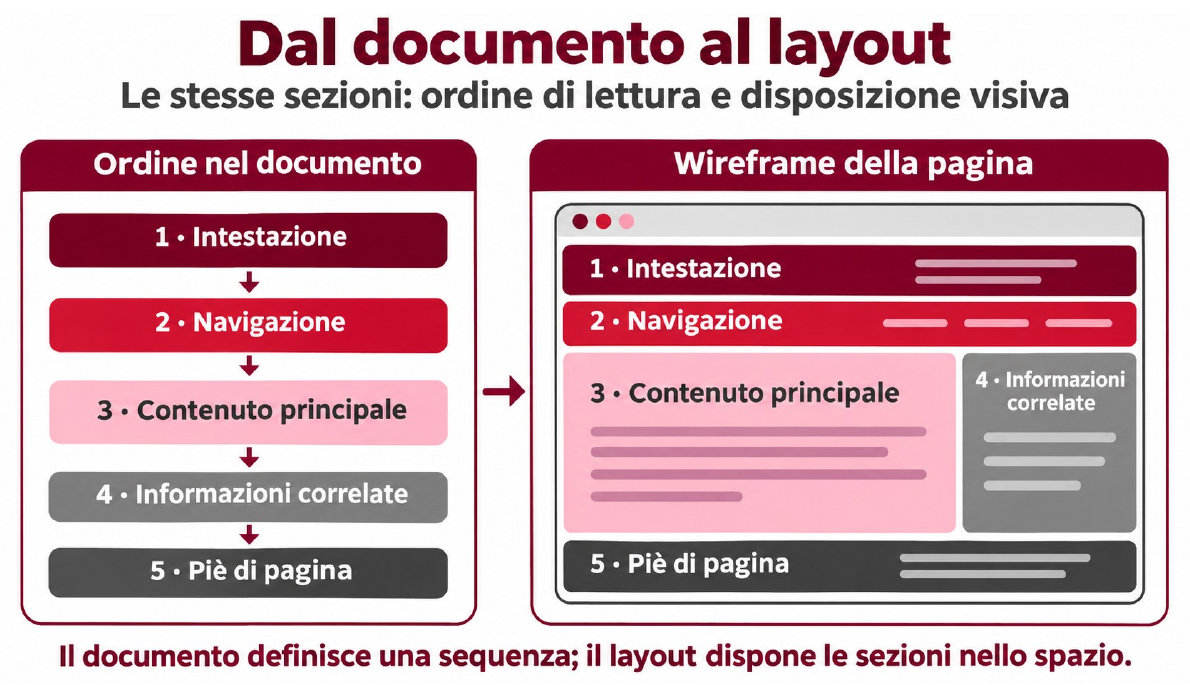 Dal documento al layout
Le stesse sezioni: ordine di lettura e disposizione visiva
Ordine nel documento
1 • Intestazione
2 • Navigazione
3 • Contenuto principale
4 • Informazioni correlate
5 • Piè di pagina
Wireframe della pagina
1 • Intestazione
2 • Navigazione
3 • Contenuto principale
4 • Informazioni
correlate
5 • Piè di pagina
Il documento definisce una sequenza; il layout dispone le sezioni nello spazio.